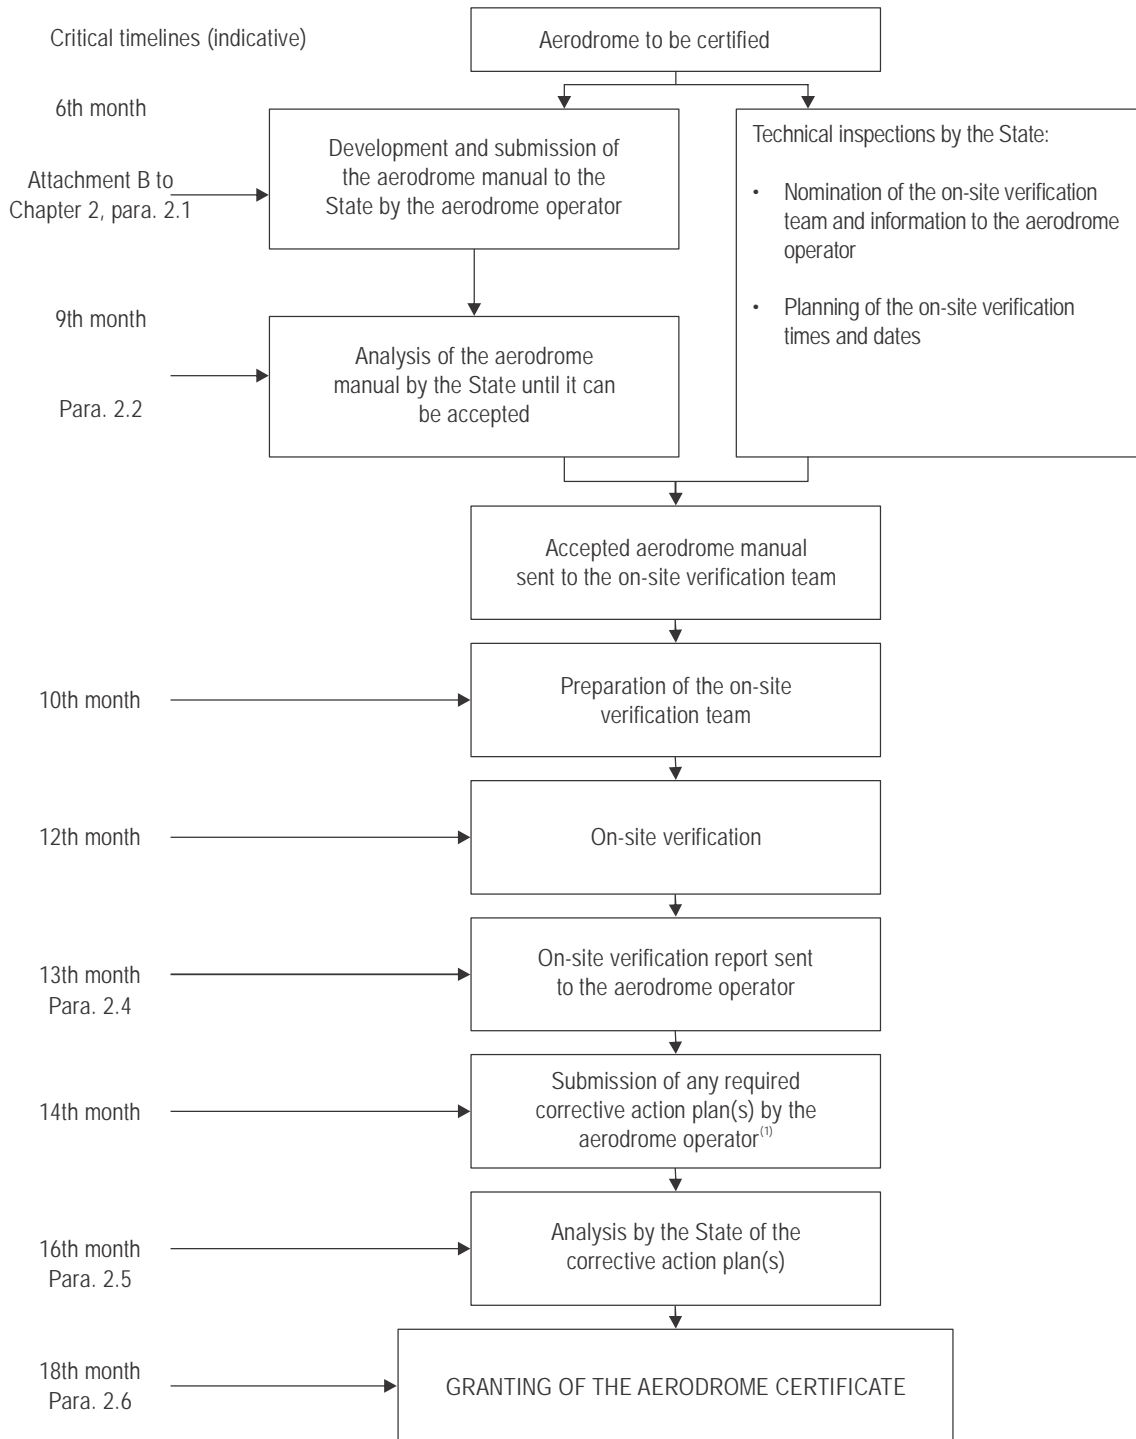 Critical timelines (indicative)
Aerodrome to be certified
6th month
Attachment B to
Chapter 2, para. 2.1
Development and submission of
the aerodrome manual to the
State by the aerodrome operator
Technical inspections by the State:
• Nomination of the on-site verification
team and information to the aerodrome
operator
• Planning of the on-site verification
times and dates
9th month
Para. 2.2
Analysis of the aerodrome
manual by the State until it can
be accepted
Accepted aerodrome manual
sent to the on-site verification team
10th month
Preparation of the on-site
verification team
12th month
On-site verification
13th month
Para. 2.4
On-site verification report sent
to the aerodrome operator
14th month
Submission of any required
corrective action plan(s) by the
aerodrome operator(1)
16th month
Para. 2.5
Analysis by the State of the
corrective action plan(s)
18th month
Para. 2.6
GRANTING OF THE AERODROME CERTIFICATE